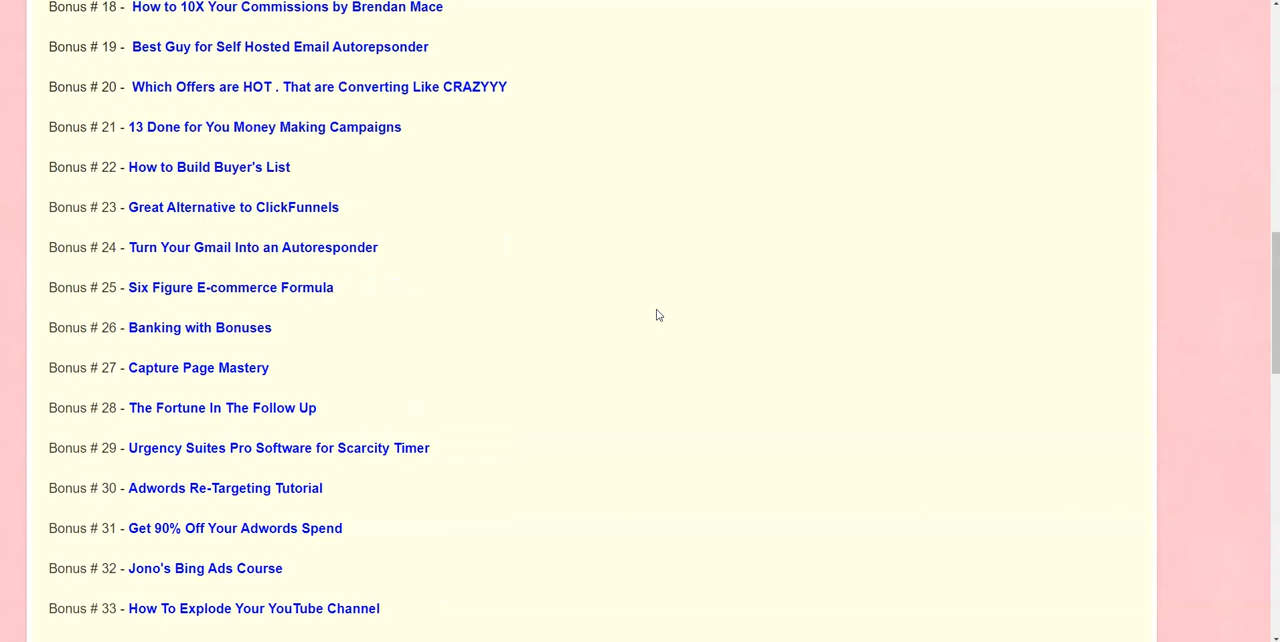 Bonus # 18 - How to 10X Your Commissions by Brendan Mace
Bonus # 19 - Best Guy for Self Hosted Email Autorepsonder
Bonus # 20 - Which Offers are HOT . That are Converting Like CRAZYYY
Bonus # 21 - 13 Done for You Money Making Campaigns
Bonus # 22 - How to Build Buyer's List
Bonus # 23 - Great Alternative to ClickFunnels
Bonus # 24 - Turn Your Gmail Into an Autoresponder
Bonus # 25 - Six Figure E-commerce Formula
Bonus # 26 - Banking with Bonuses
Bonus # 27 - Capture Page Mastery
Bonus # 28 - The Fortune In The Follow Up
Bonus # 29 - Urgency Suites Pro Software for Scarcity Timer
Bonus # 30 - Adwords Re-Targeting Tutorial
Bonus # 31 - Get 90% Off Your Adwords Spend
Bonus # 32 - Jono's Bing Ads Course
Bonus # 33 - How To Explode Your YouTube Channel